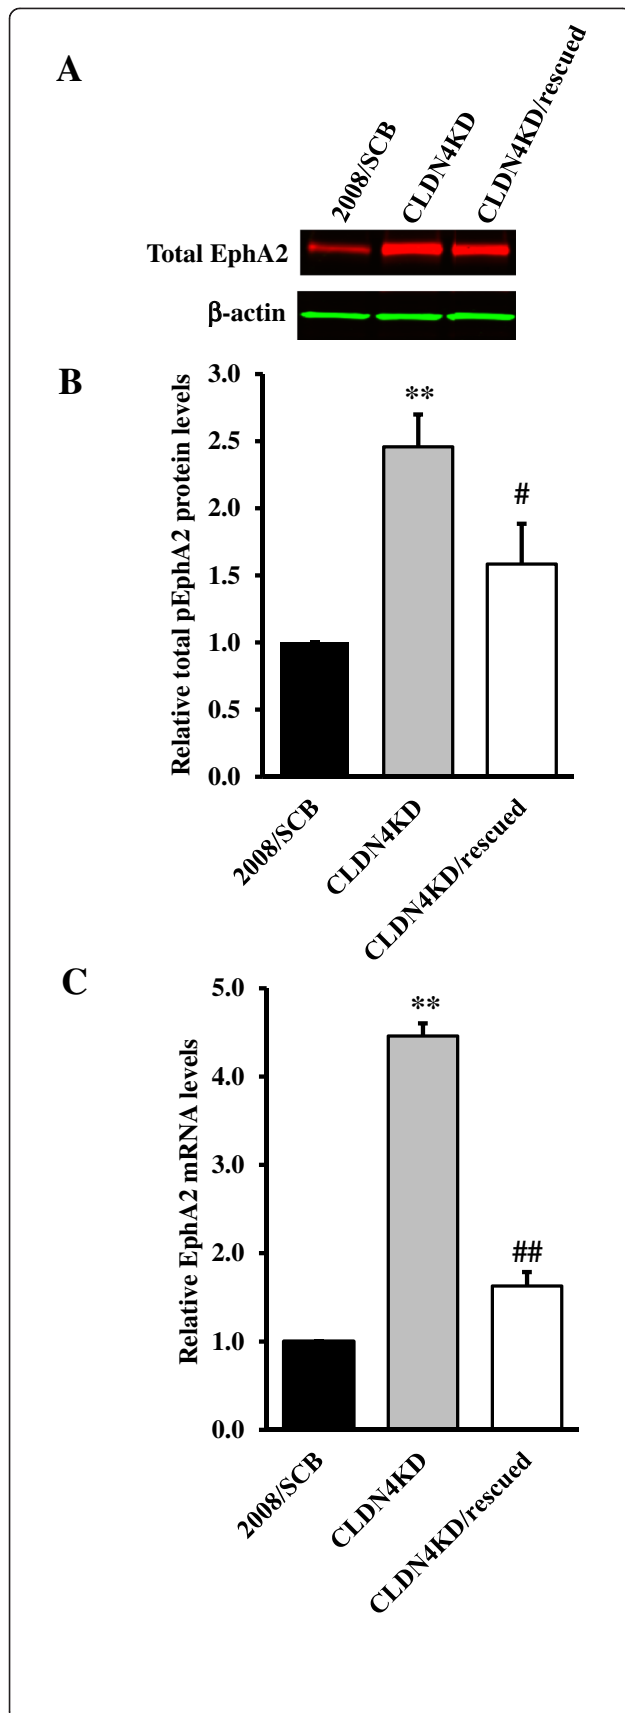 A
2008/SCB
CLDN4KD
CLDN4KD/rescued
Total EphA2
β-actin
B
Relative total pEphA2 protein levels
3.0
2.5
2.0
1.5
1.0
0.5
0.0
**
#
2008/SCB
CLDN4KD
CLDN4KD/rescued
C
Relative EphA2 mRNA levels
5.0
4.0
3.0
2.0
1.0
0.0
**
##
2008/SCB
CLDN4KD
CLDN4KD/rescued